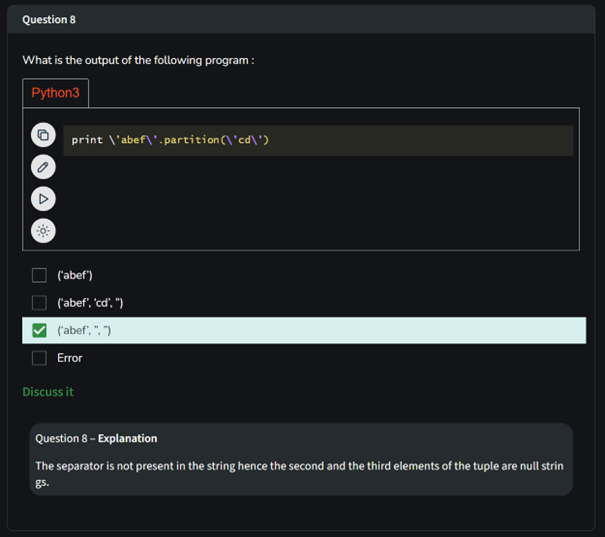 Question 8
What is the output of the following program :
Python3
print \'abef\'.partition(\'cd\')
(‘abef’)
(‘abef’, ‘cd’, ”)
(‘abef’, ”, ”)
Error
Discuss it
Question 8 – Explanation
The separator is not present in the string hence the second and the third elements of the tuple are null strin
gs.